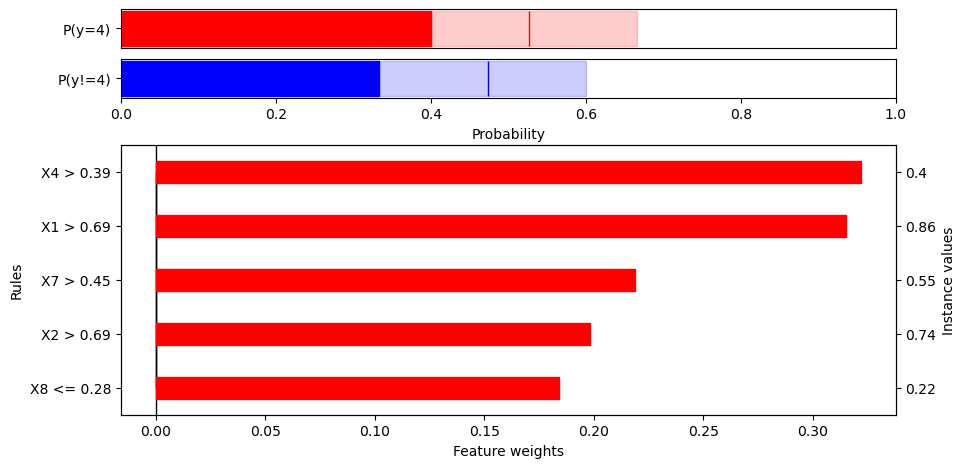 P(y=4)
P(y!=4)
0.0 0.2 0.4 0.6 0.8 1.0
Probability
X4 > 0.39 0.4
X1 > 0.69 0.86
X7 > 0.45 0.55
X2 > 0.69 0.74
X8 <= 0.28 0.22
Rules
Instance values
0.00 0.05 0.10 0.15 0.20 0.25 0.30
Feature weights